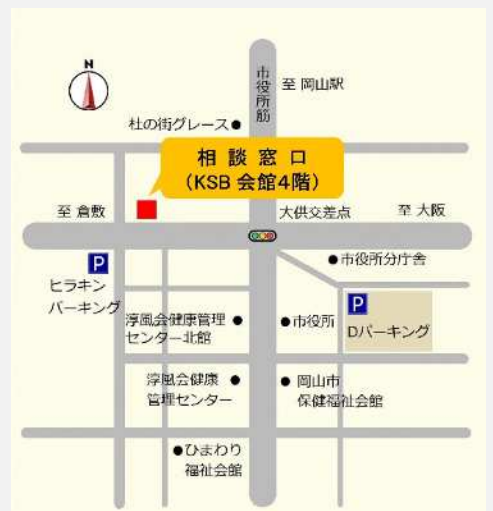 N
市役所筋
至 岡山駅
杜の街グレース
相談窓口
（KSB 会館4階）
至 倉敷
大供交差点
至 大阪
市役所分庁舎
P
ヒラキン
パーキング
P
Dパーキング
淳風会健康管理
センター北館
市役所
淳風会健康
管理センター
岡山市
保健福祉会館
ひまわり
福祉会館